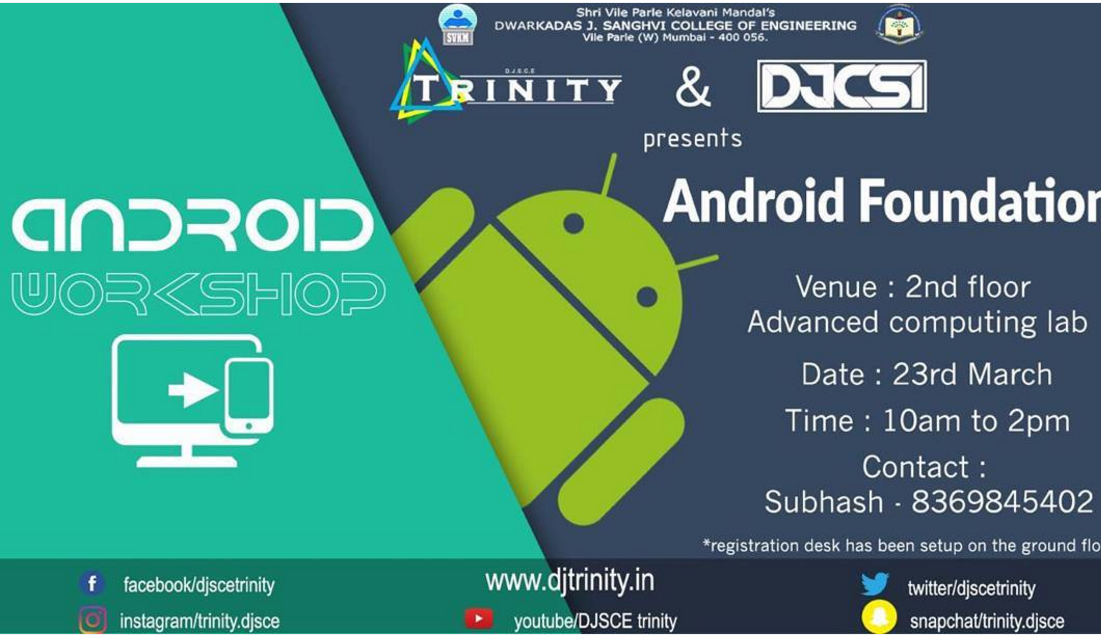 Shri Vile Parle Kelavani Mandal's
DWARKADAS J. SANGHVI COLLEGE OF ENGINEERING
Vile Parle (W) Mumbai - 400 056.
SVKM
D.J.S.C.E
TRINITY & DJCSI
presents
ANDROID
WORKSHOP
Android Foundation
Venue : 2nd floor
Advanced computing lab
Date : 23rd March
Time : 10am to 2pm
Contact :
Subhash - 8369845402
*registration desk has been setup on the ground flo
facebook/djscetrinity
instagram/trinity.djsce
www.djtrinity.in
youtube/DJSCE trinity
twitter/djscetrinity
snapchat/trinity.djsce